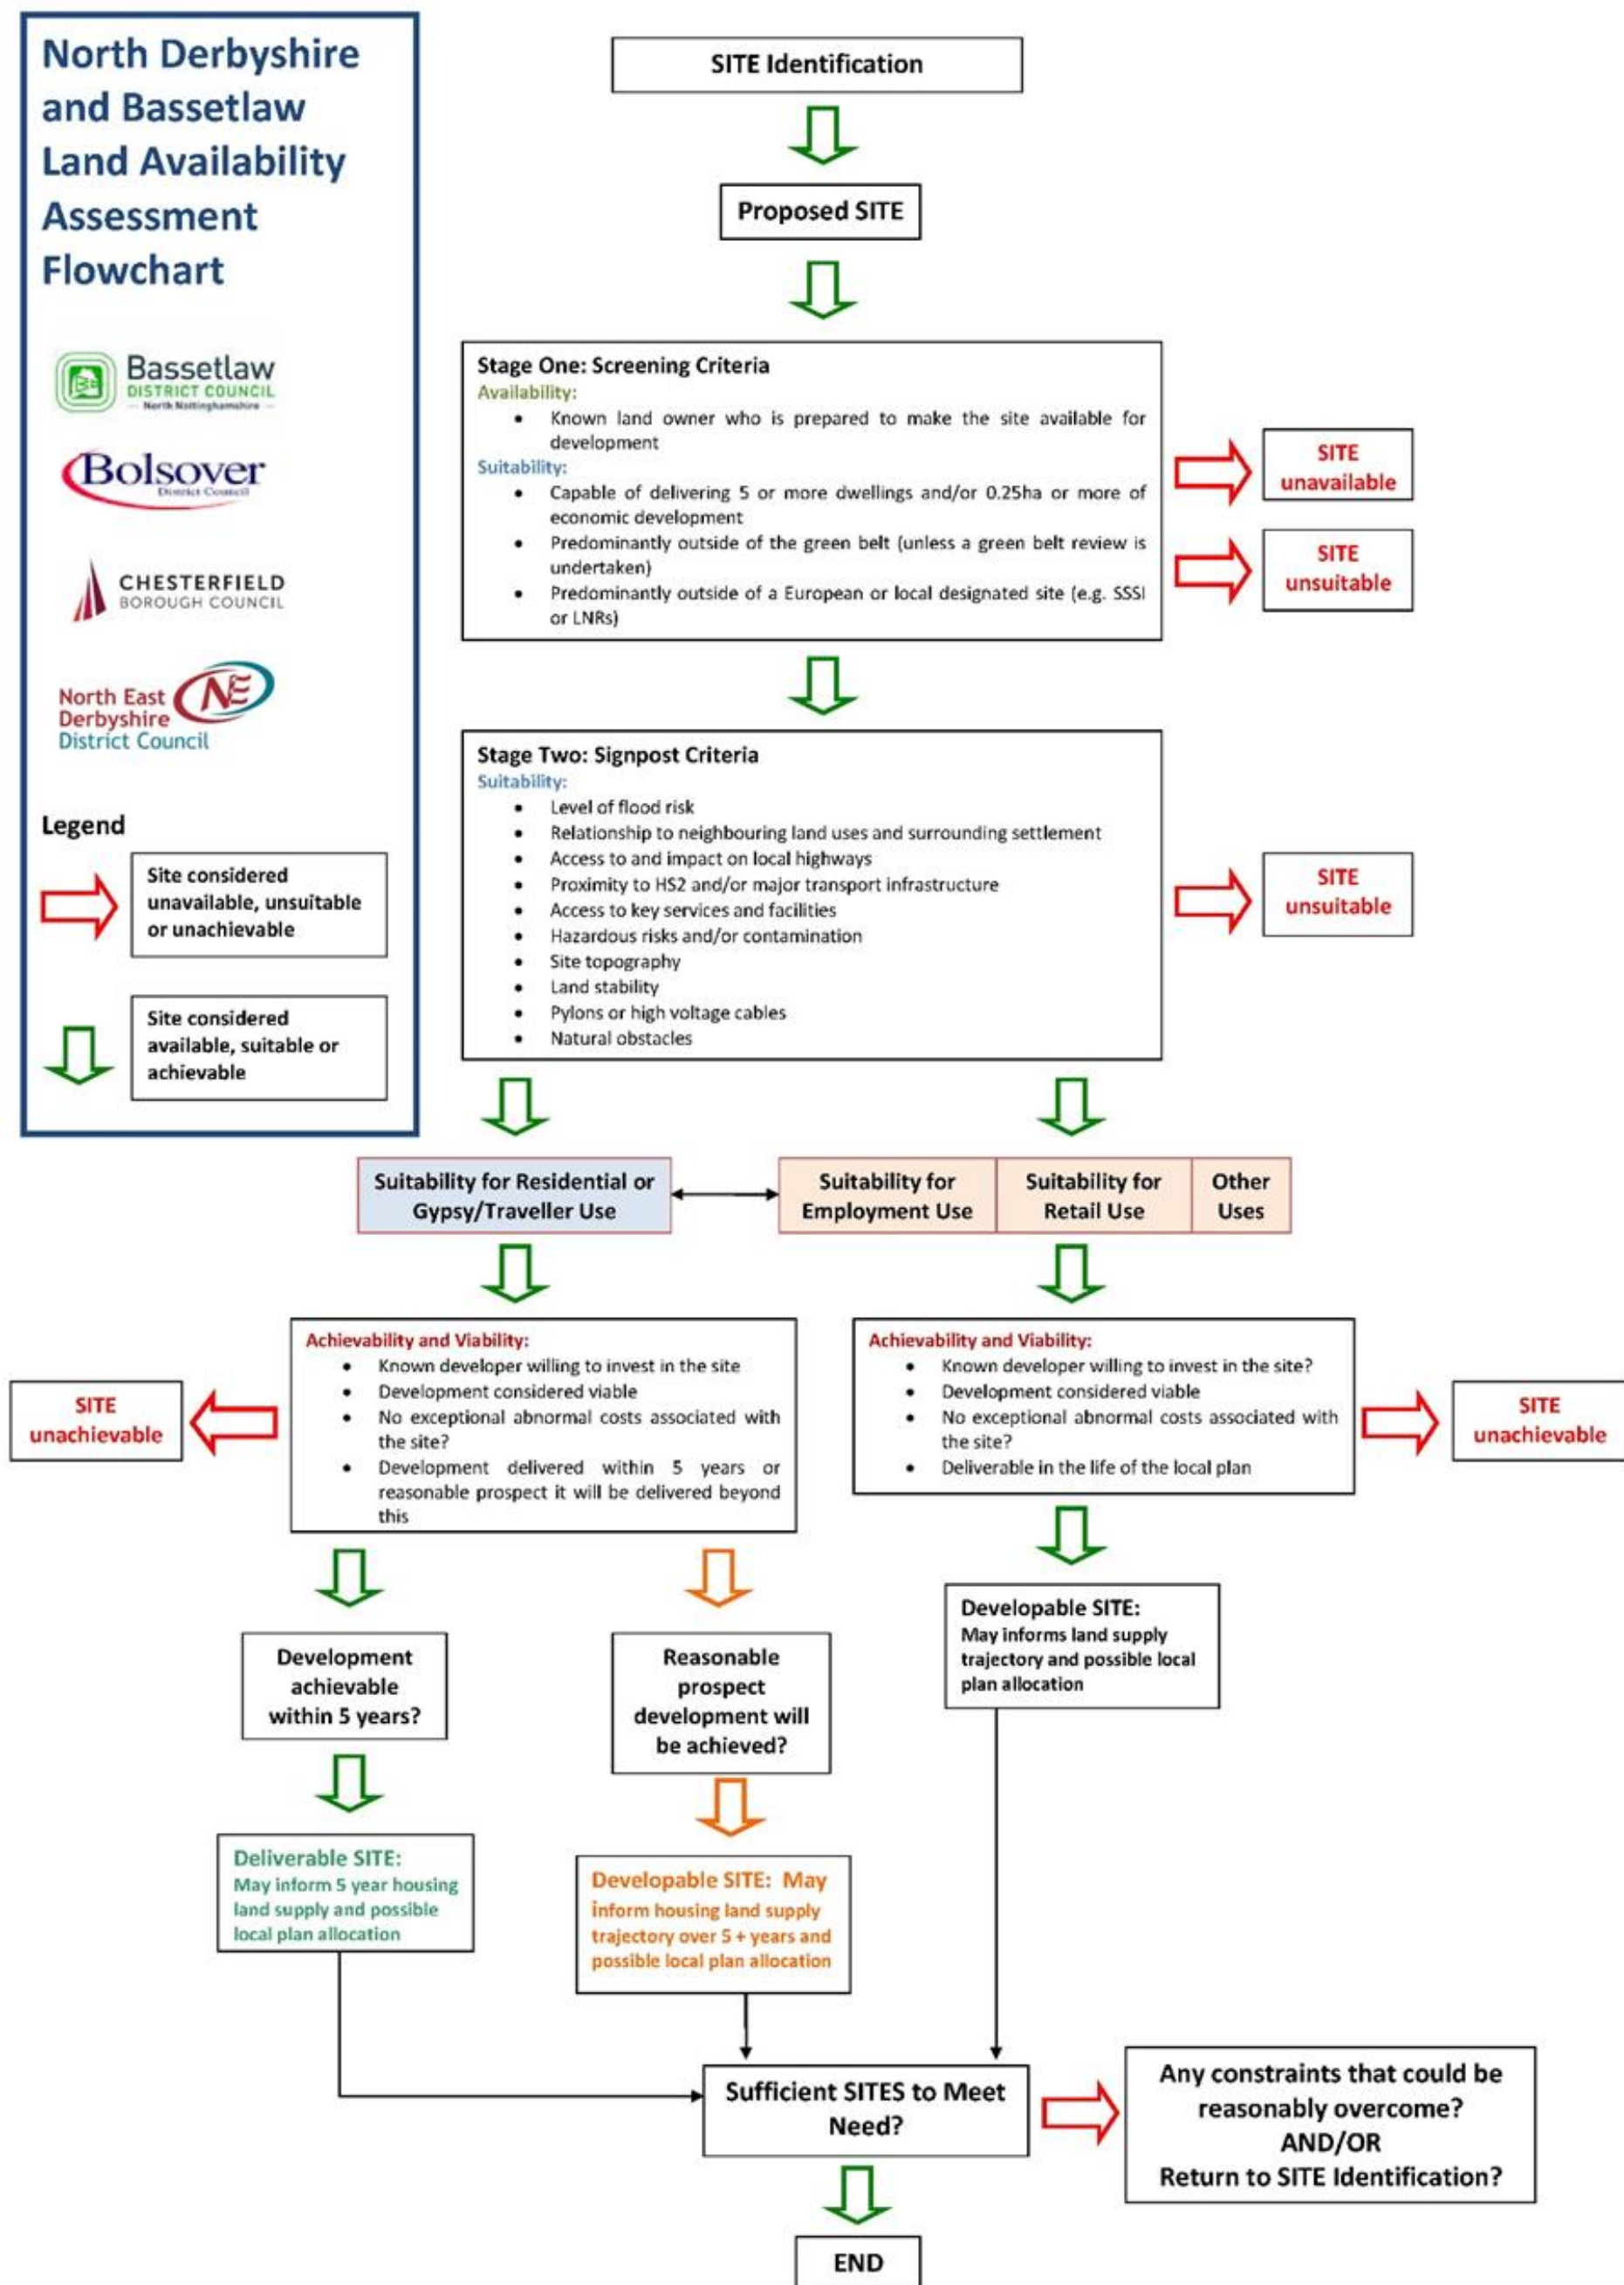 North Derbyshire
and Bassetlaw
Land Availability
Assessment
Flowchart
Bassetlaw
DISTRICT COUNCIL
North Nottinghamshire
Bolsover
District Council
CHESTERFIELD
BOROUGH COUNCIL
North East
Derbyshire
District Council
NE
Legend
Site considered
unavailable, unsuitable
or unachievable
Site considered
available, suitable or
achievable
SITE Identification
Proposed SITE
Stage One: Screening Criteria
Availability:
• Known land owner who is prepared to make the site available for
development
Suitability:
• Capable of delivering 5 or more dwellings and/or 0.25ha or more of
economic development
• Predominantly outside of the green belt (unless a green belt review is
undertaken)
• Predominantly outside of a European or local designated site (e.g. SSSI
or LNRs)
SITE
unavailable
SITE
unsuitable
Stage Two: Signpost Criteria
Suitability:
• Level of flood risk
• Relationship to neighbouring land uses and surrounding settlement
• Access to and impact on local highways
• Proximity to HS2 and/or major transport infrastructure
• Access to key services and facilities
• Hazardous risks and/or contamination
• Site topography
• Land stability
• Pylons or high voltage cables
• Natural obstacles
SITE
unsuitable
Suitability for Residential or
Gypsy/Traveller Use
Suitability for
Employment Use
Suitability for
Retail Use
Other
Uses
Achievability and Viability:
• Known developer willing to invest in the site
• Development considered viable
• No exceptional abnormal costs associated with
the site?
• Development delivered within 5 years or
reasonable prospect it will be delivered beyond
this
SITE
unachievable
Achievability and Viability:
• Known developer willing to invest in the site?
• Development considered viable
• No exceptional abnormal costs associated with
the site?
• Deliverable in the life of the local plan
SITE
unachievable
Development
achievable
within 5 years?
Reasonable
prospect
development will
be achieved?
Developable SITE:
May informs land supply
trajectory and possible local
plan allocation
Deliverable SITE:
May inform 5 year housing
land supply and possible
local plan allocation
Developable SITE: May
inform housing land supply
trajectory over 5 + years and
possible local plan allocation
Sufficient SITES to Meet
Need?
Any constraints that could be
reasonably overcome?
AND/OR
Return to SITE Identification?
END